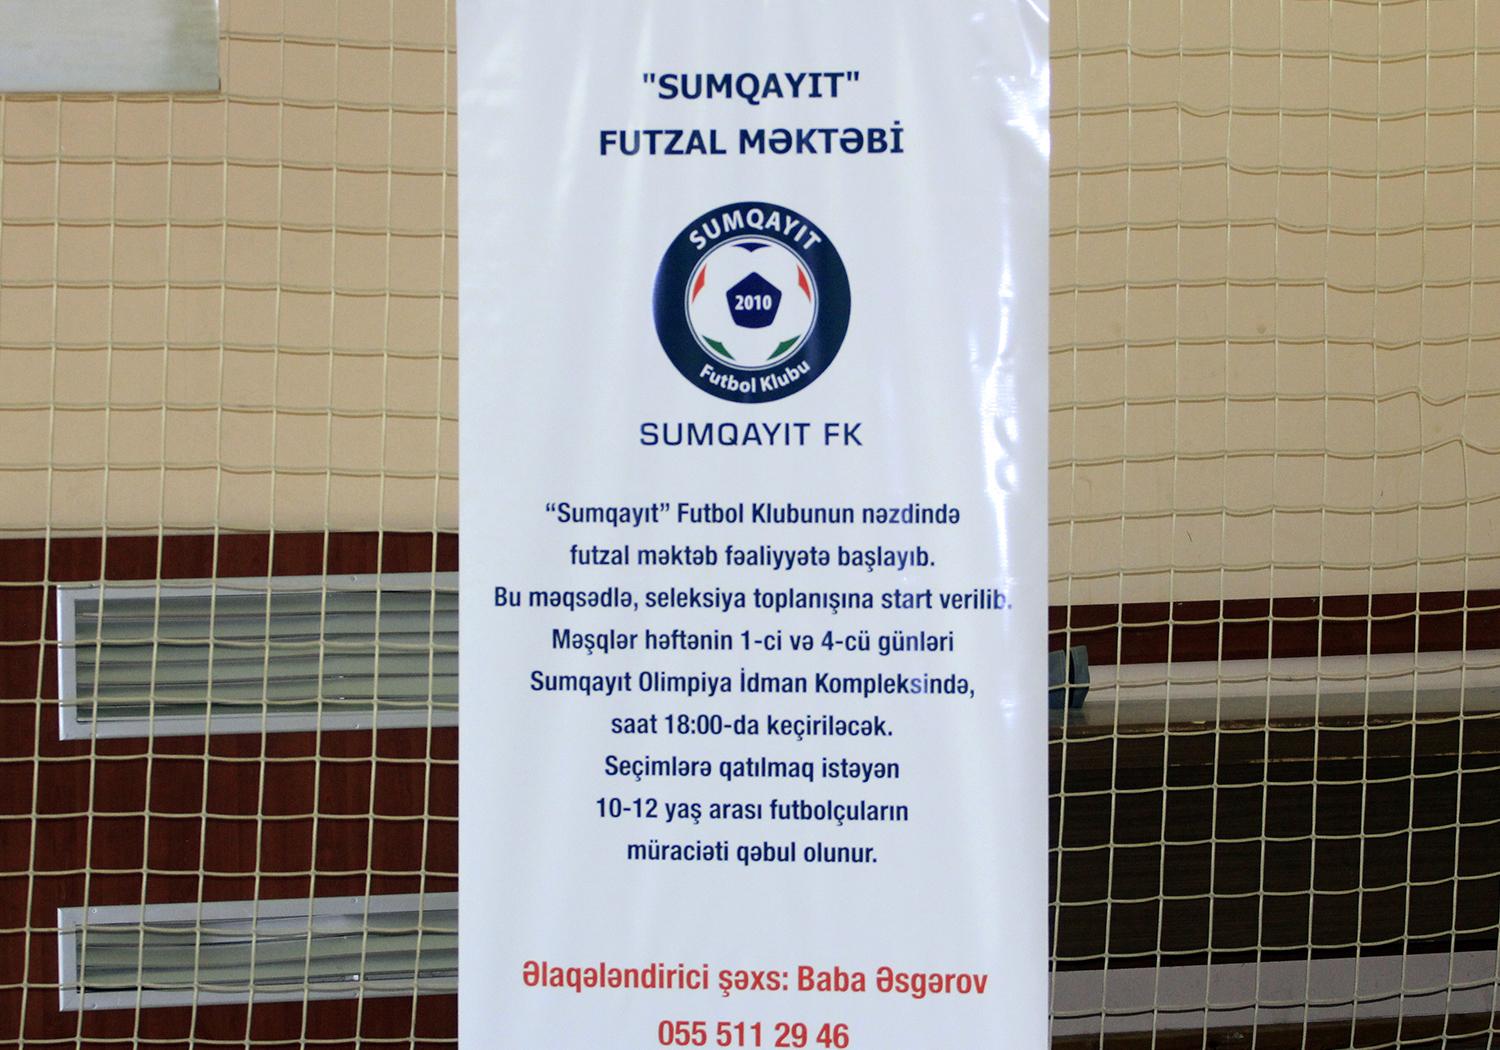 "SUMQAYIT"
FUTZAL MƏKTƏBİ
SUMQAYIT
2010
Futbol Klubu
SUMQAYIT FK
“Sumqayıt” Futbol Klubunun nəzdində
futzal məktəb fəaliyyətə başlayıb.
Bu məqsədlə, seleksiya toplanışına start verilib.
Məşqlər həftənin 1-ci və 4-cü günləri
Sumqayıt Olimpiya İdman Kompleksində,
saat 18:00-da keçiriləcək.
Seçimlərə qatılmaq istəyən
10-12 yaş arası futbolçuların
müraciəti qəbul olunur.
Əlaqələndirici şəxs: Baba Əsgərov
055 511 29 46